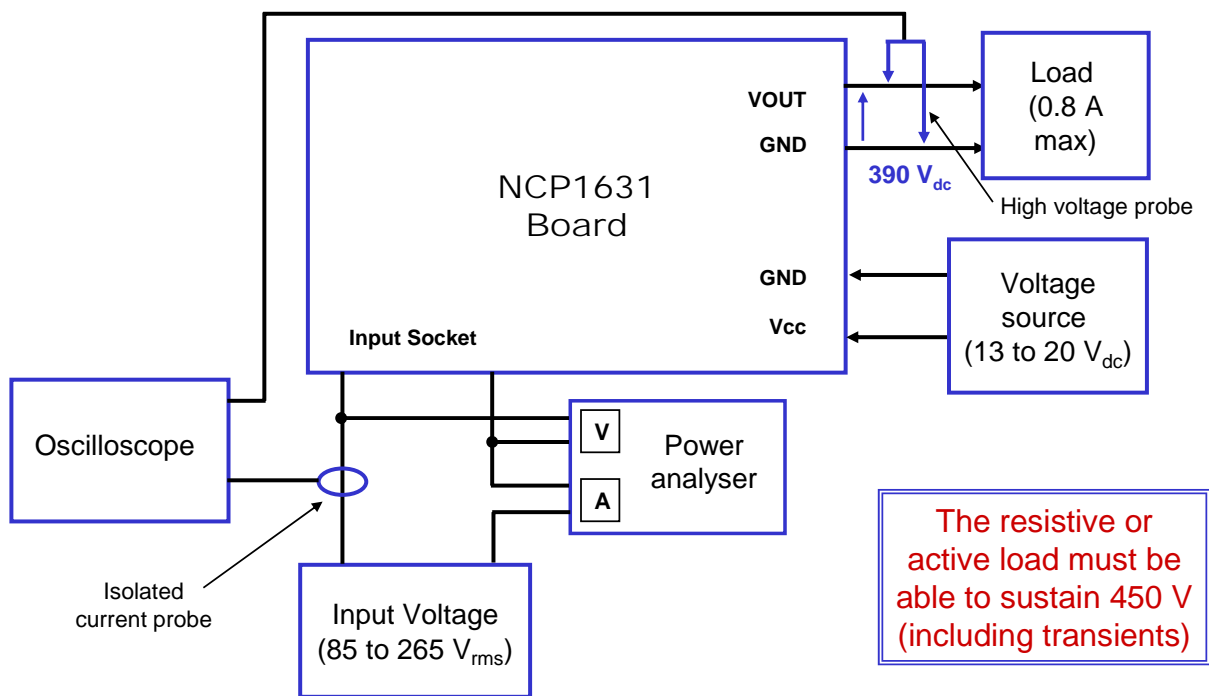 NCP1631
Board
VOUT
GND
390 Vdc
GND
Vcc
Input Socket
Load
(0.8 A
max)
High voltage probe
Voltage
source
(13 to 20 Vdc)
Oscilloscope
V
A
Power
analyser
Isolated
current probe
Input Voltage
(85 to 265 Vrms)
The resistive or
active load must be
able to sustain 450 V
(including transients)